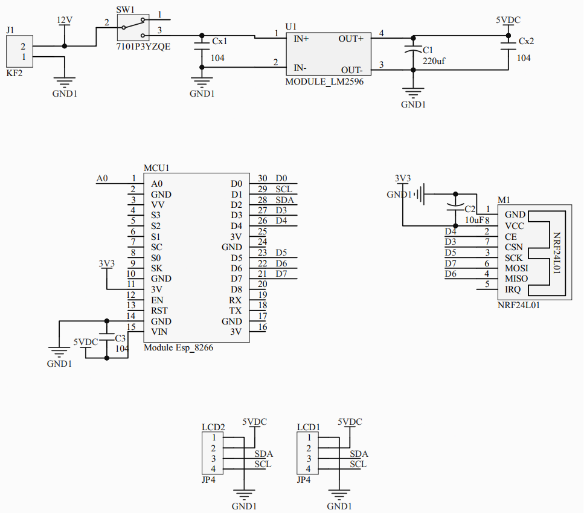 J1
2
1
KF2
12V
GND1
SW1
2
1
3
7101P3YZQE
Cx1
104
GND1
U1
1 IN+ OUT+ 4
2 IN- OUT- 3
MODULE_LM2596
C1
220uf
GND1
5VDC
Cx2
104
MCU1
A0 1 A0 D0 30 D0
2 GND D1 29 SCL
3 VV D2 28 SDA
4 S3 D3 27 D3
5 S2 D4 26 D4
6 S1 3V 25
7 SC GND 24
8 S0 D5 23 D5
9 SK D6 22 D6
10 GND D7 21 D7
3V3
11 3V D8 20
12 EN RX 19
13 RST TX 18
14 GND GND 17
15 VIN 3V 16
Module Esp_8266
5VDC
C3
104
GND1
3V3
GND1
C2
10uF
M1
1 GND
8 VCC
D4 2 CE
D3 7 CSN
D5 3 SCK
D7 6 MOSI
D6 4 MISO
5 IRQ
NRF24L01
NRF24L01
LCD2
1
2
3 SDA
4 SCL
JP4
5VDC
GND1
LCD1
1
2
3 SDA
4 SCL
JP4
5VDC
GND1